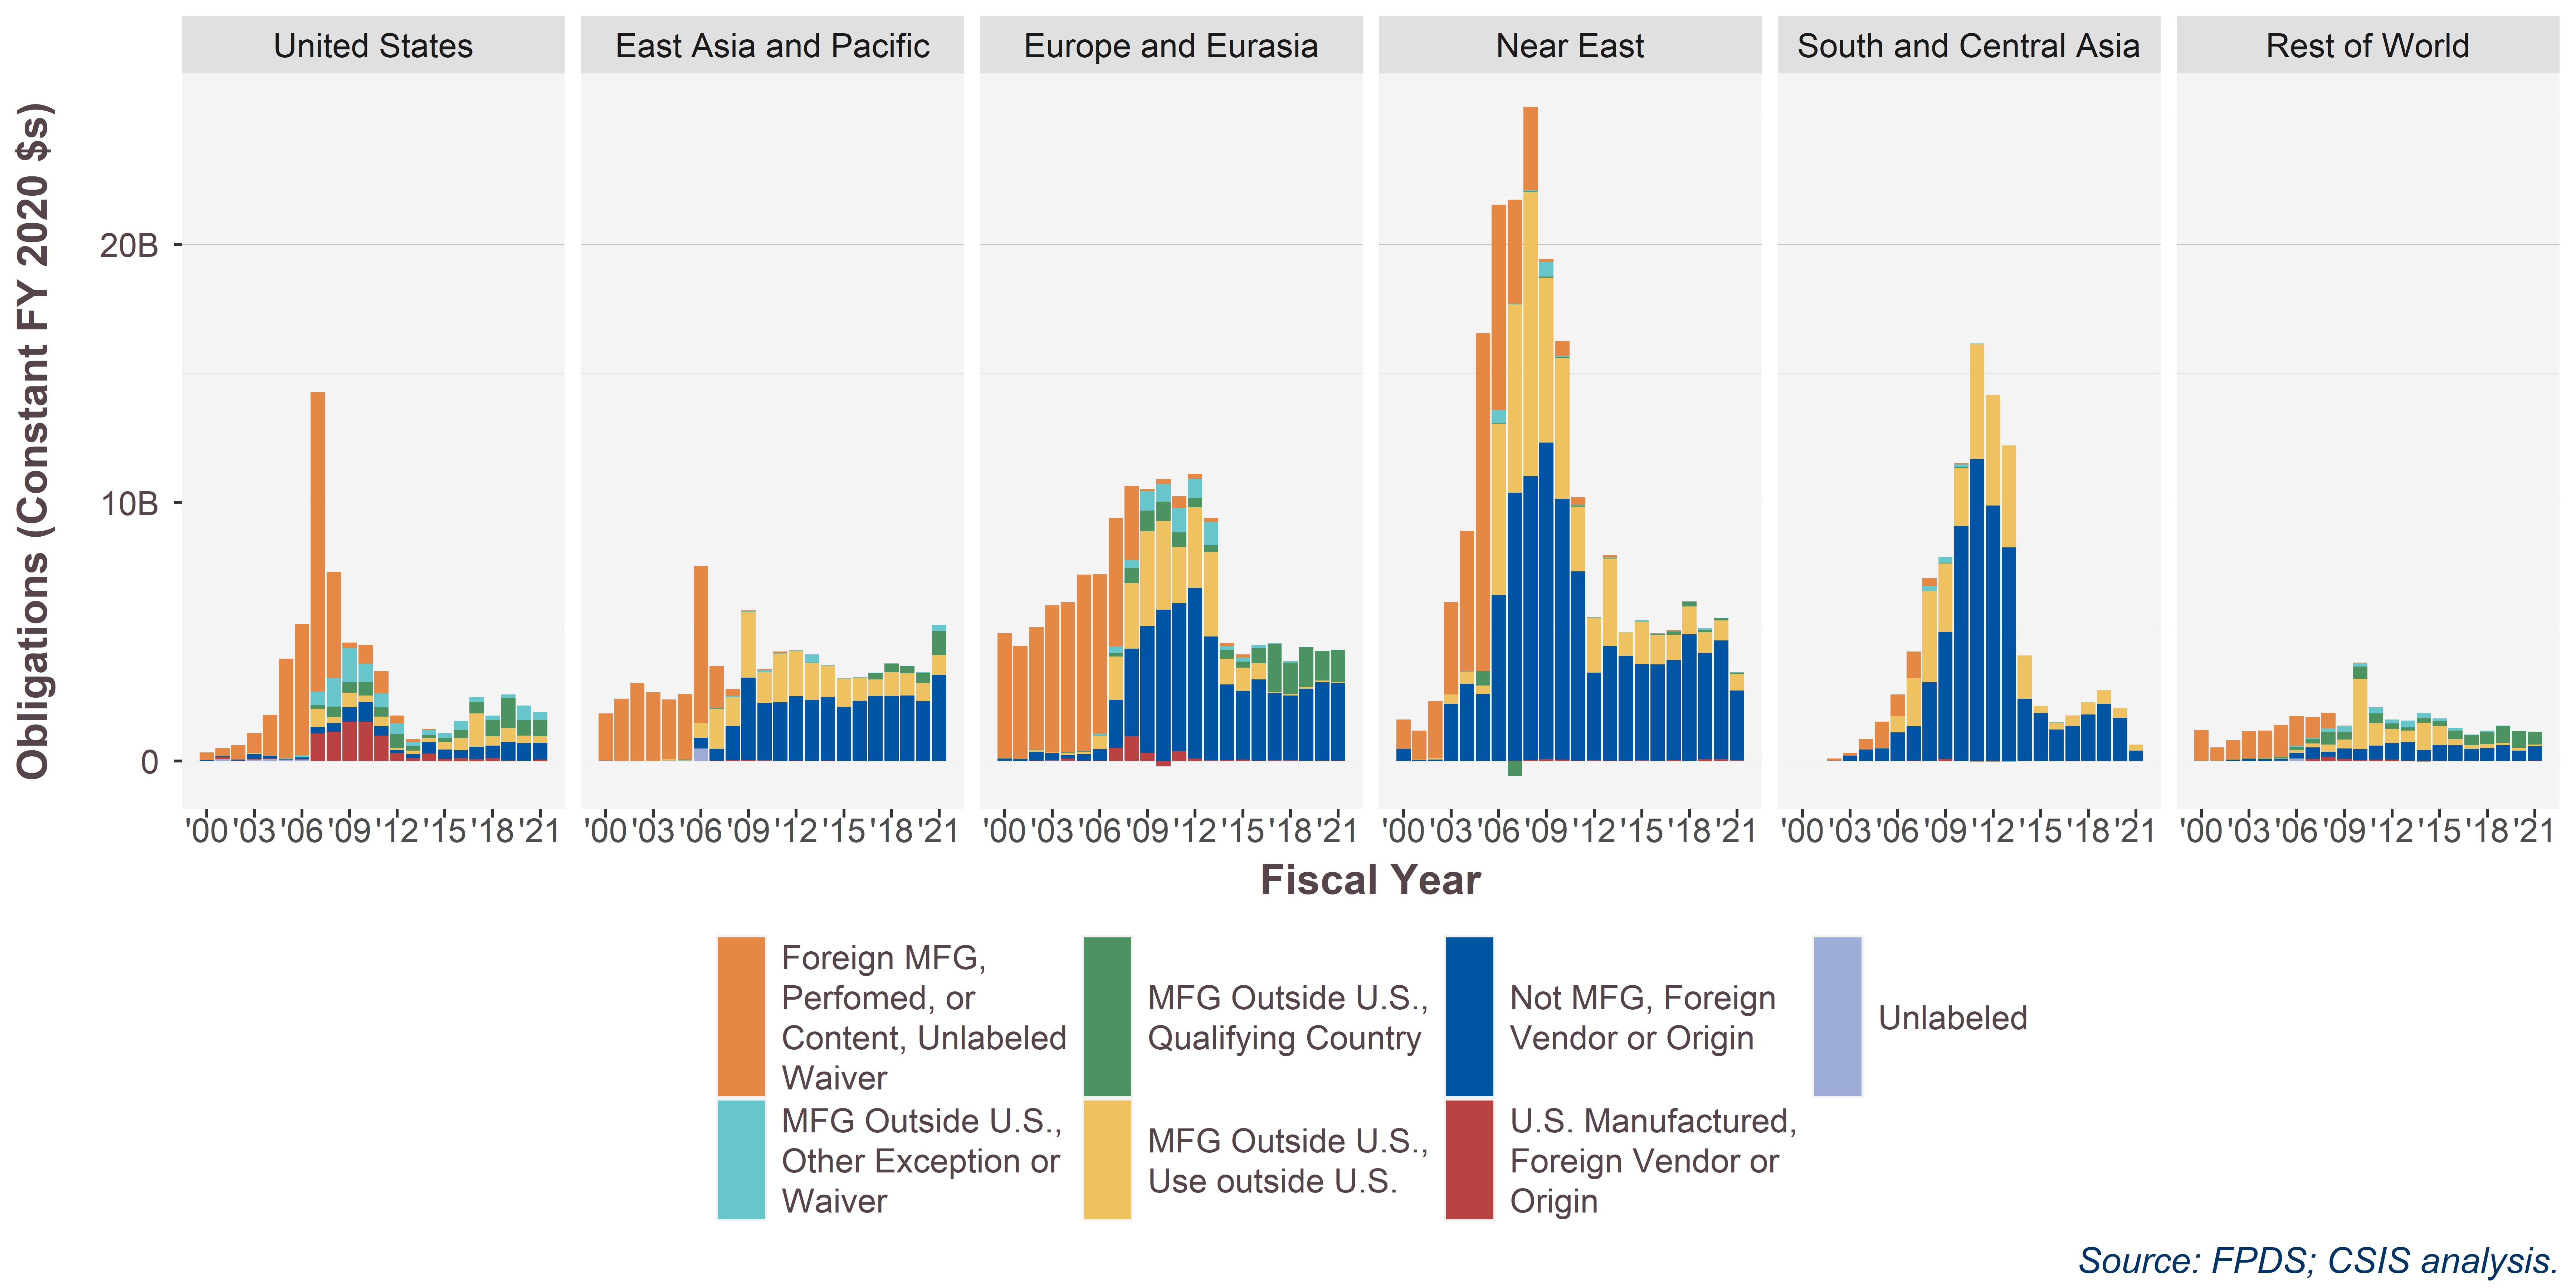 United States
East Asia and Pacific
Europe and Eurasia
Near East
South and Central Asia
Rest of World
Obligations (Constant FY 2020 $s)
20B
10B
0
'00 '03 '06 '09 '12 '15 '18 '21
'00 '03 '06 '09 '12 '15 '18 '21
'00 '03 '06 '09 '12 '15 '18 '21
'00 '03 '06 '09 '12 '15 '18 '21
'00 '03 '06 '09 '12 '15 '18 '21
'00 '03 '06 '09 '12 '15 '18 '21
Fiscal Year
Foreign MFG,
Perfomed, or
Content, Unlabeled
Waiver
MFG Outside U.S.,
Other Exception or
Waiver
MFG Outside U.S.,
Qualifying Country
MFG Outside U.S.,
Use outside U.S.
Not MFG, Foreign
Vendor or Origin
U.S. Manufactured,
Foreign Vendor or
Origin
Unlabeled
Source: FPDS; CSIS analysis.